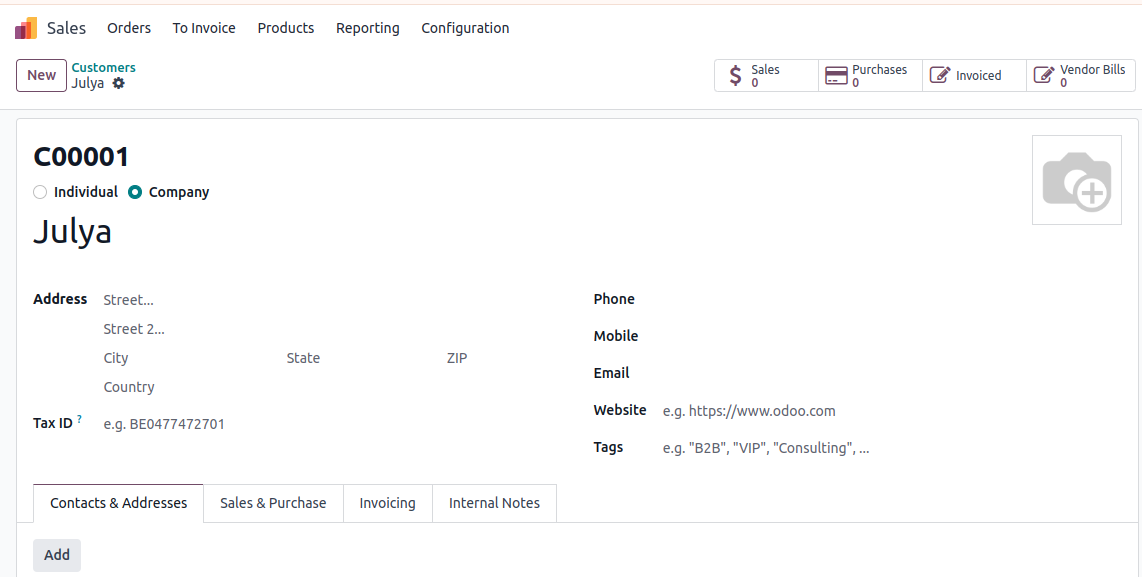 Sales Orders To Invoice Products Reporting Configuration
New Customers
Julya
Sales 0 Purchases 0 Invoiced Vendor Bills 0
C00001
Individual Company
Julya
Address Street...
Street 2...
City State ZIP
Country
Tax ID ? e.g. BE0477472701
Phone
Mobile
Email
Website e.g. https://www.odoo.com
Tags e.g. "B2B", "VIP", "Consulting", ...
Contacts & Addresses Sales & Purchase Invoicing Internal Notes
Add